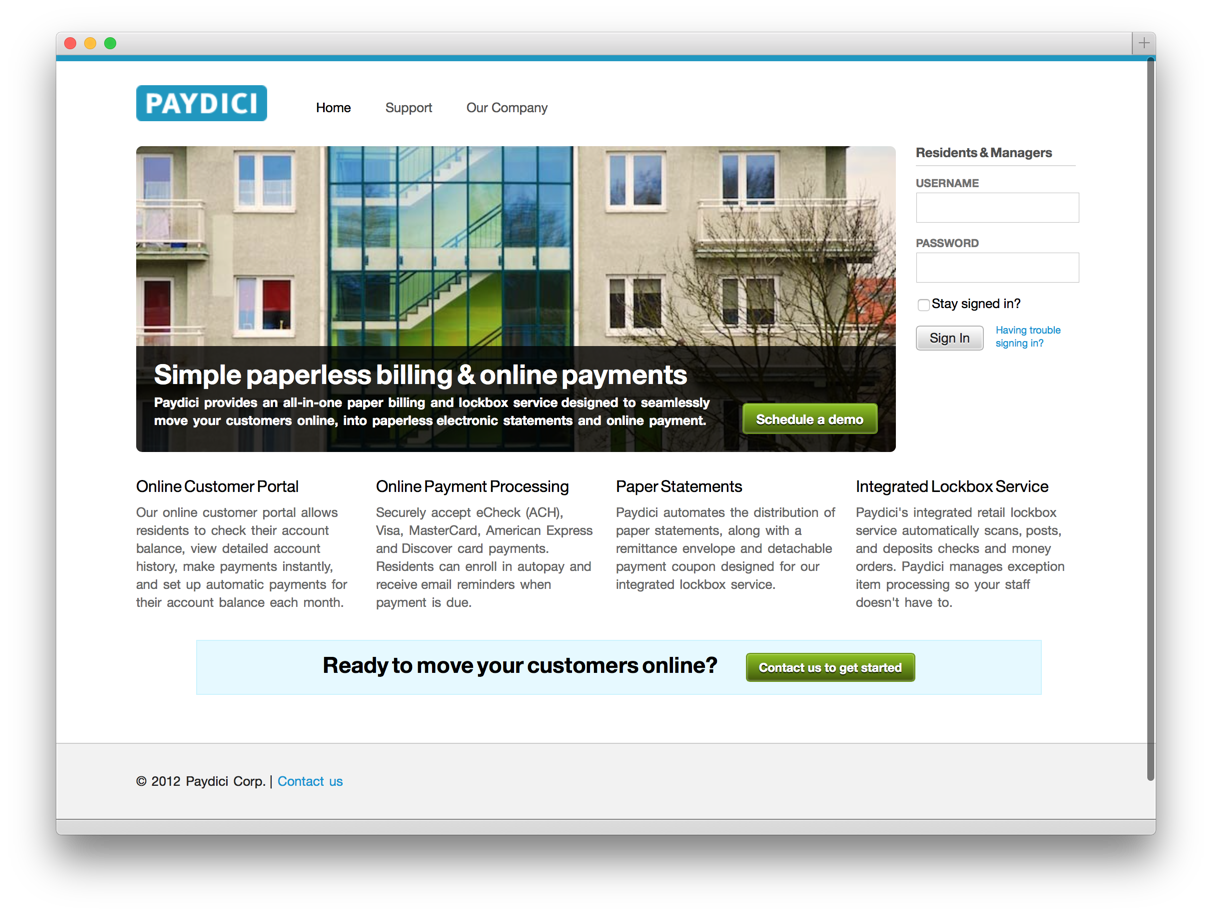 PAYDICI
Home Support Our Company
Residents & Managers
USERNAME
PASSWORD
Stay signed in?
Sign In
Having trouble
signing in?
Simple paperless billing & online payments
Paydici provides an all-in-one paper billing and lockbox service designed to seamlessly
move your customers online, into paperless electronic statements and online payment.
Schedule a demo
Online Customer Portal
Our online customer portal allows
residents to check their account
balance, view detailed account
history, make payments instantly,
and set up automatic payments for
their account balance each month.
Online Payment Processing
Securely accept eCheck (ACH),
Visa, MasterCard, American Express
and Discover card payments.
Residents can enroll in autopay and
receive email reminders when
payment is due.
Paper Statements
Paydici automates the distribution of
paper statements, along with a
remittance envelope and detachable
payment coupon designed for our
integrated lockbox service.
Integrated Lockbox Service
Paydici's integrated retail lockbox
service automatically scans, posts,
and deposits checks and money
orders. Paydici manages exception
item processing so your staff
doesn't have to.
Ready to move your customers online?
Contact us to get started
© 2012 Paydici Corp. | Contact us